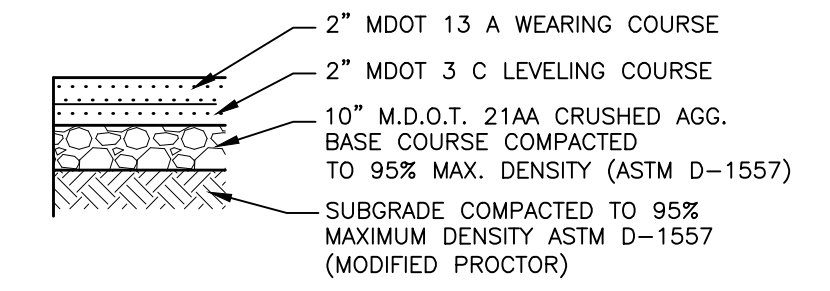 2” MDOT 13 A WEARING COURSE
2” MDOT 3 C LEVELING COURSE
10” M.D.O.T. 21AA CRUSHED AGG.
BASE COURSE COMPACTED
TO 95% MAX. DENSITY (ASTM D–1557)
SUBGRADE COMPACTED TO 95%
MAXIMUM DENSITY ASTM D–1557
(MODIFIED PROCTOR)